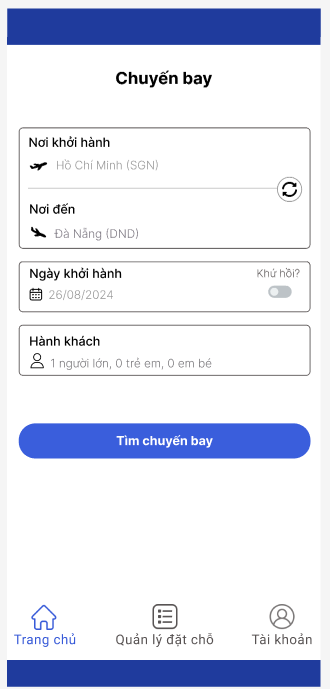 Chuyến bay
Nơi khởi hành
Hồ Chí Minh (SGN)
Nơi đến
Đà Nẵng (DND)
Ngày khởi hành
Khứ hồi?
26/08/2024
Hành khách
1 người lớn, 0 trẻ em, 0 em bé
Tìm chuyến bay
Trang chủ
Quản lý đặt chỗ
Tài khoản